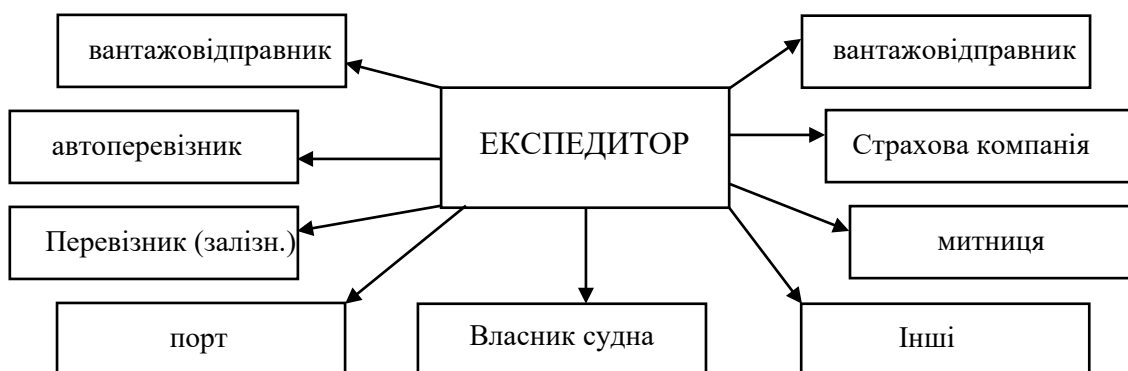 вантажовідправник
вантажовідправник
ЕКСПЕДИТОР
автоперевізник
Страхова компанія
Перевізник (залізн.)
митниця
порт
Власник судна
Інші